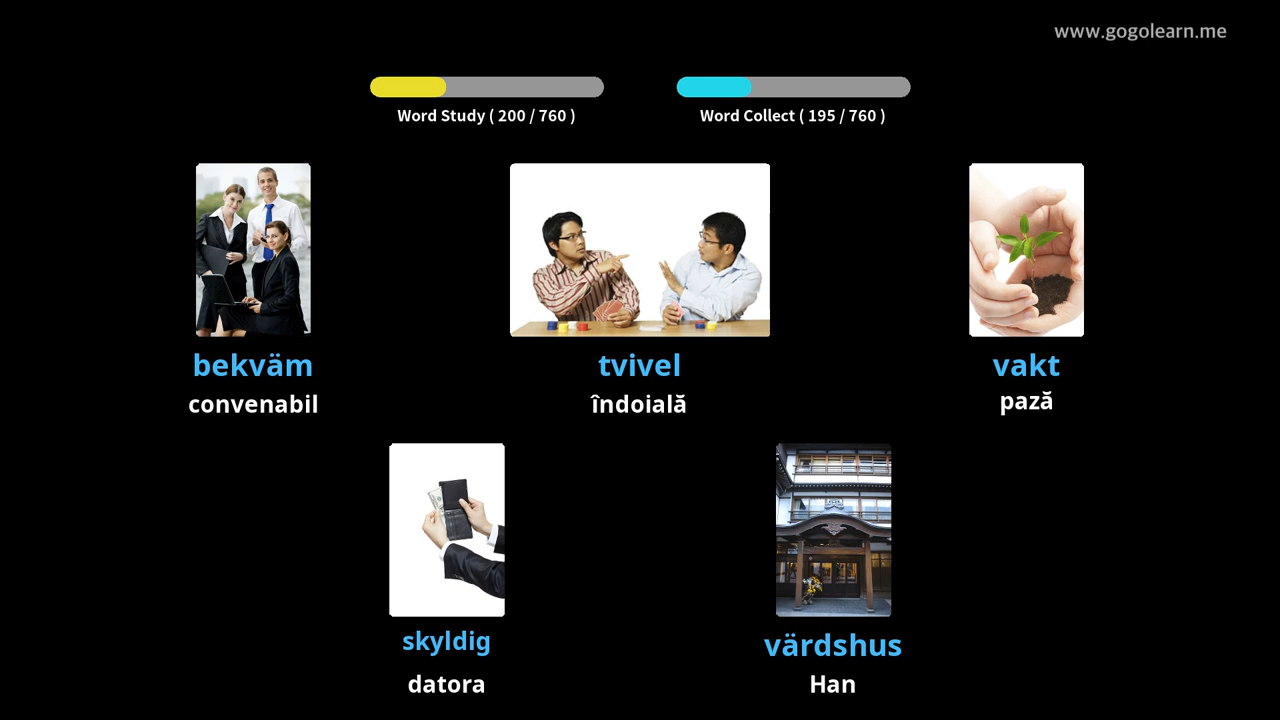 www.gogolearn.me
Word Study ( 200 / 760 )
Word Collect ( 195 / 760 )
bekväm
convenabil
tvivel
îndoială
vakt
pază
skyldig
datora
värdshus
Han